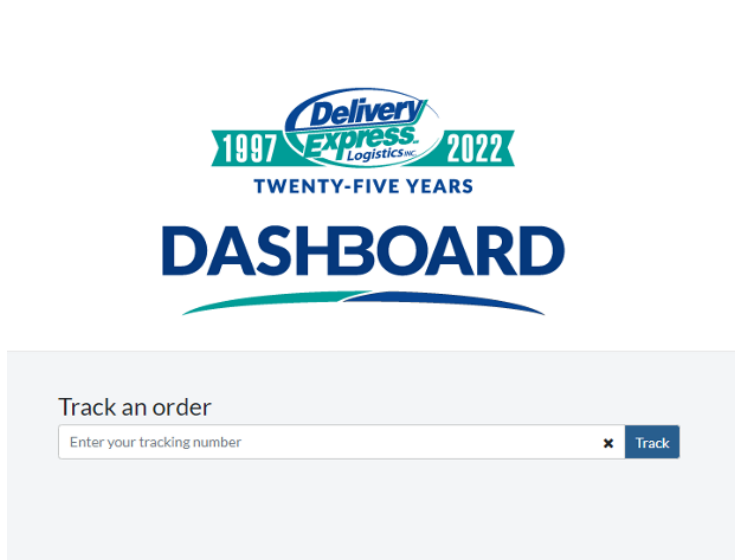 Delivery
Express
Logistics INC.
1997
2022
TWENTY-FIVE YEARS
DASHBOARD
Track an order
Enter your tracking number
Track